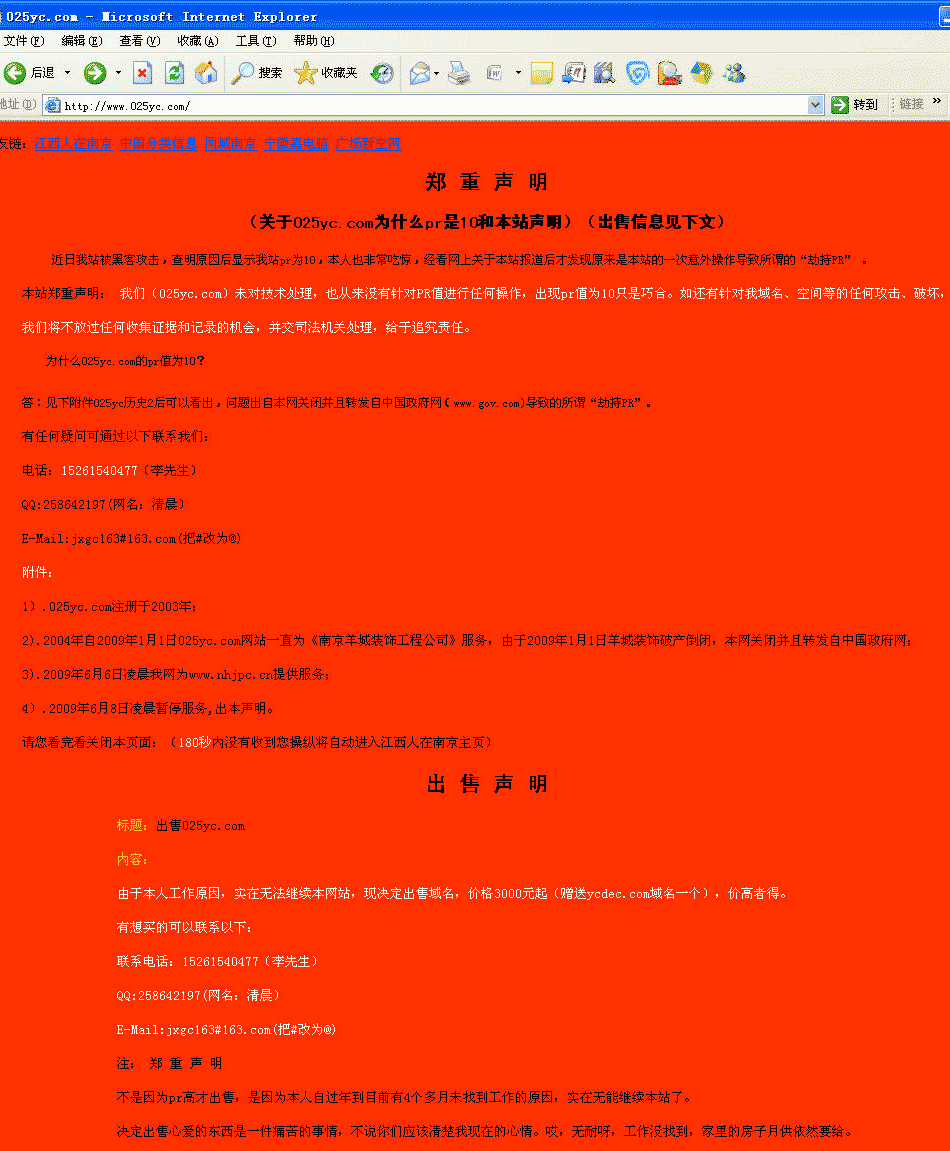 025yc.com - Microsoft Internet Explorer
文件(F) 编辑(E) 查看(V) 收藏(A) 工具(T) 帮助(H)
后退 搜索 收藏夹
地址(D) http://www.025yc.com/ 转到 链接 »
友链: 江西人在南京 中国分类信息 同城南京 宁徽嘉电脑 广场新空网
郑 重 声 明
(关于025yc.com为什么pr是10和本站声明)(出售信息见下文)
近日我站被黑客攻击,查明原因后显示我站pr为10,本人也非常吃惊,经看网上关于本站报道后才发现原来是本站的一次意外操作导致所谓的“劫持PR” 。
本站郑重声明: 我们(025yc.com)未对技术处理,也从来没有针对PR值进行任何操作,出现pr值为10只是巧合。如还有针对我域名、空间等的任何攻击、破坏,
我们将不放过任何收集证据和记录的机会,并交司法机关处理,给于追究责任。
为什么025yc.com的pr值为10?
答:见下附件025yc历史2后可以看出,问题出自本网关闭并且转发自中国政府网(www.gov.com)导致的所谓“劫持PR”。
有任何疑问可通过以下联系我们:
电话:15261540477(李先生)
QQ:258642197(网名:清晨)
E-Mail:jxgc163#163.com(把#改为@)
附件:
1).025yc.com注册于2003年;
2).2004年自2009年1月1日025yc.com网站一直为《南京羊城装饰工程公司》服务,由于2009年1月1日羊城装饰破产倒闭,本网关闭并且转发自中国政府网;
3).2009年6月6日凌晨我网为www.nhjpc.cn提供服务;
4).2009年6月8日凌晨暂停服务,出本声明。
请您看完看关闭本页面:(180秒内没有收到您操纵将自动进入江西人在南京主页)
出 售 声 明
标题:出售025yc.com
内容:
由于本人工作原因,实在无法继续本网站,现决定出售域名,价格3000元起(赠送ycdec.com域名一个),价高者得。
有想买的可以联系以下:
联系电话:15261540477(李先生)
QQ:258642197(网名:清晨)
E-Mail:jxgc163#163.com(把#改为@)
注: 郑 重 声 明
不是因为pr高才出售,是因为本人自过年到目前有4个多月未找到工作的原因,实在无能继续本站了。
决定出售心爱的东西是一件痛苦的事情,不说你们应该清楚我现在的心情。哎,无耐呀,工作没找到,家里的房子月供依然要给。